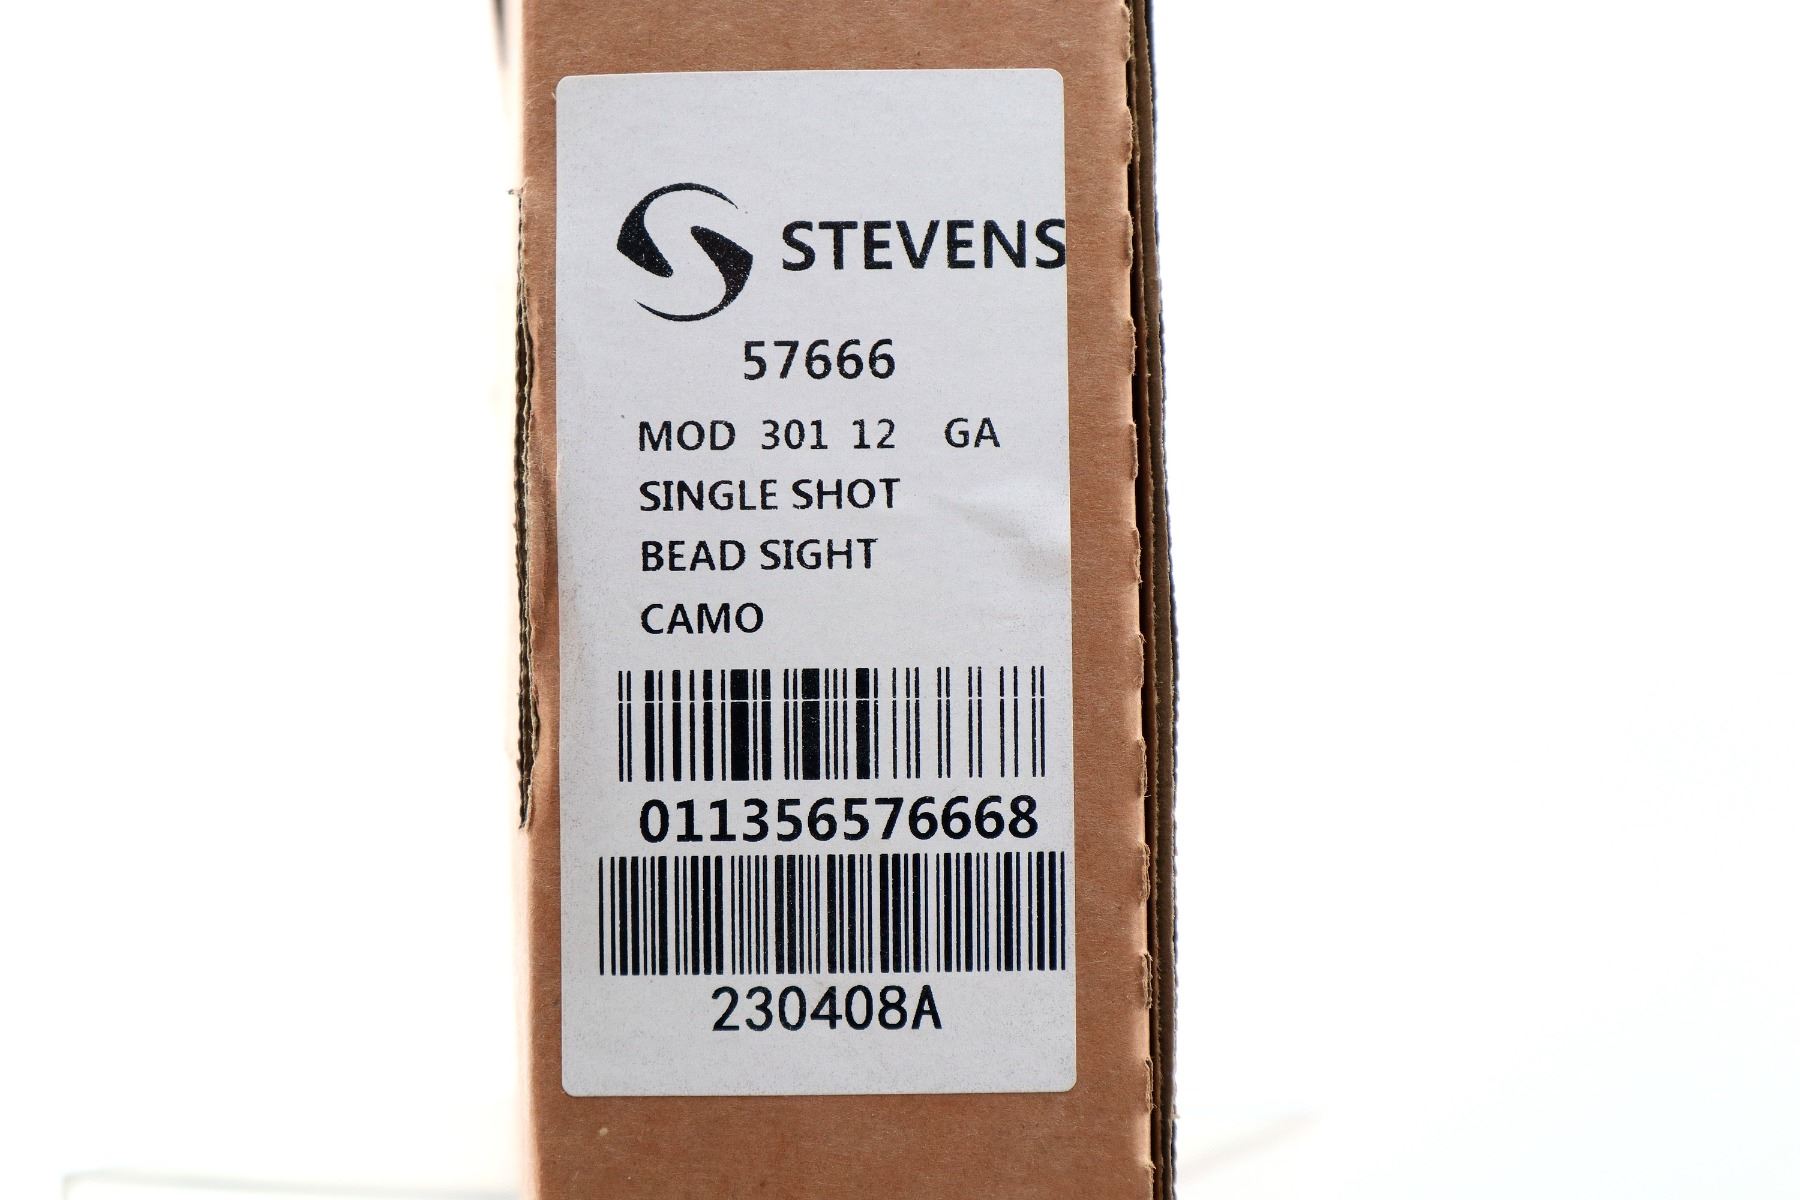 STEVENS
57666
MOD 301 12 GA
SINGLE SHOT
BEAD SIGHT
CAMO
011356576668
230408A